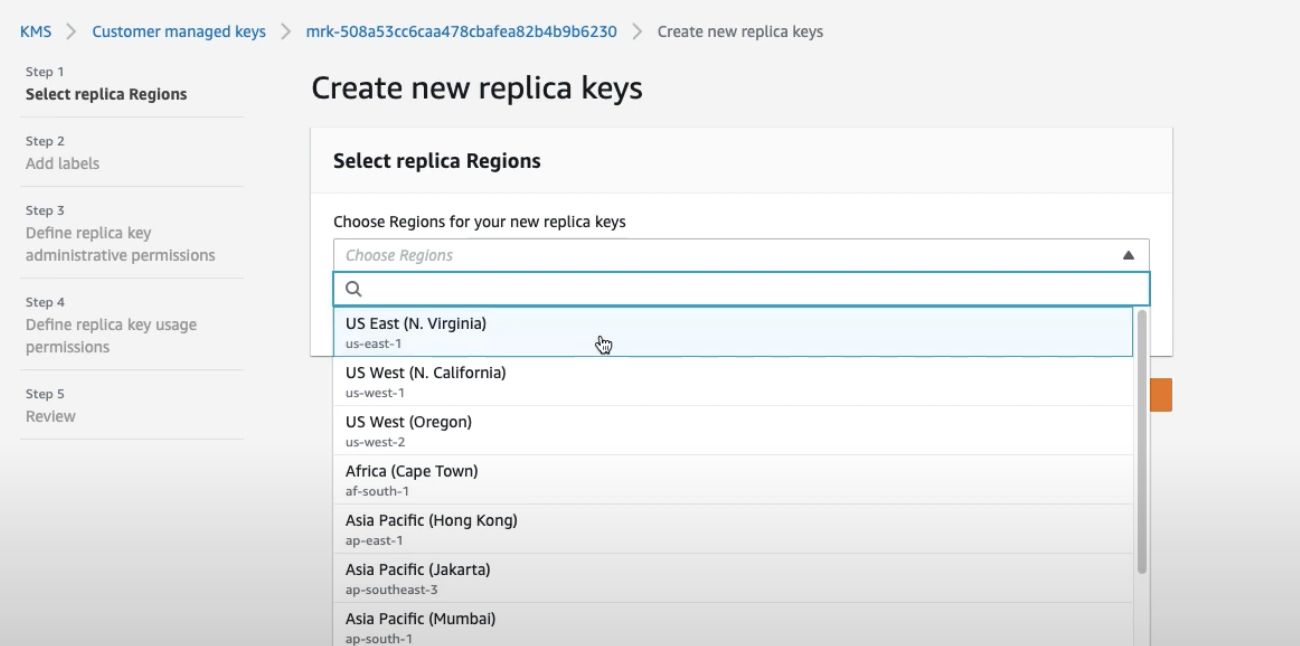 KMS > Customer managed keys > mrk-508a53cc6caa478cbafea82b4b9b6230 > Create new replica keys
Step 1
Select replica Regions
Step 2
Add labels
Step 3
Define replica key
administrative permissions
Step 4
Define replica key usage
permissions
Step 5
Review
Create new replica keys
Select replica Regions
Choose Regions for your new replica keys
Choose Regions
US East (N. Virginia)
us-east-1
US West (N. California)
us-west-1
US West (Oregon)
us-west-2
Africa (Cape Town)
af-south-1
Asia Pacific (Hong Kong)
ap-east-1
Asia Pacific (Jakarta)
ap-southeast-3
Asia Pacific (Mumbai)
ap-south-1